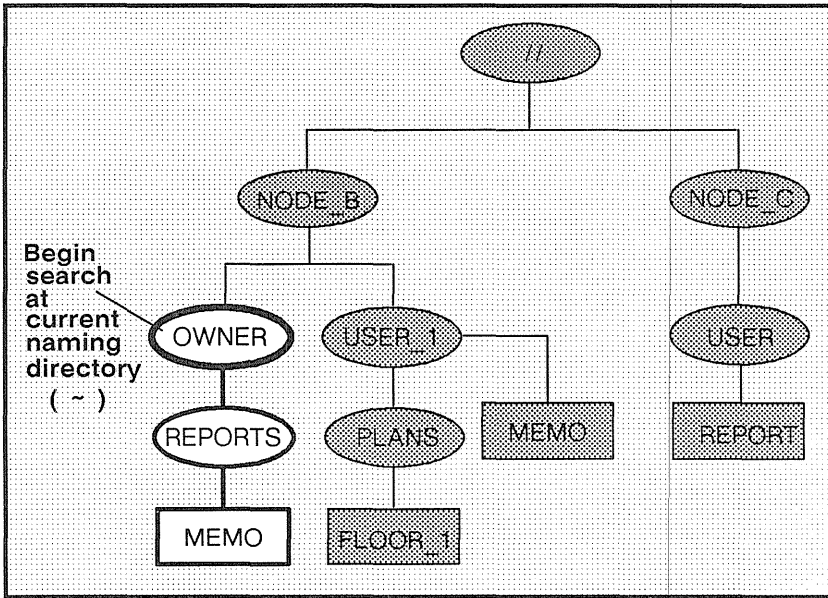 //
NODE_B
NODE_C
Begin
search
at
current
naming
directory
( ~ )
OWNER
USER_1
USER
REPORTS
PLANS
MEMO
REPORT
MEMO
FLOOR_1